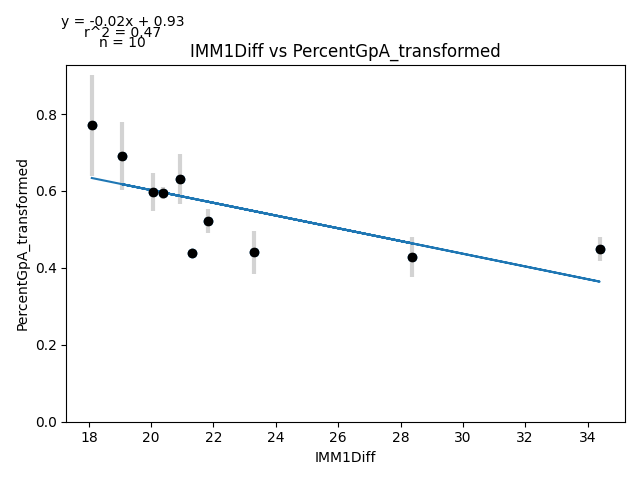 y = -0.02x + 0.93
r^2 = 0.47
n = 10
IMM1Diff vs PercentGpA_transformed
PercentGpA_transformed
0.8
0.6
0.4
0.2
0.0
18 20 22 24 26 28 30 32 34
IMM1Diff